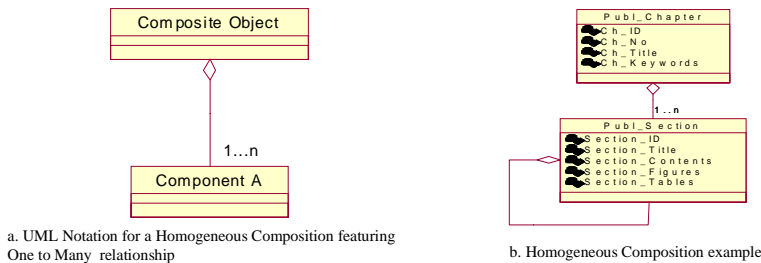 Composite Object
1...n
Component A
a. UML Notation for a Homogeneous Composition featuring
One to Many relationship
Publ_Chapter
Ch_ID
Ch_No
Ch_Title
Ch_Keywords
1..n
Publ_Section
Section_ID
Section_Title
Section_Contents
Section_Figures
Section_Tables
b. Homogeneous Composition example